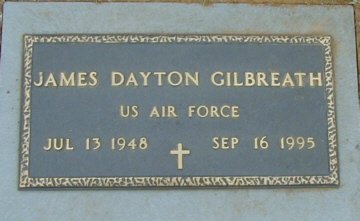 JAMES DAYTON GILBREATH
US AIR FORCE
JUL 13 1948 SEP 16 1995